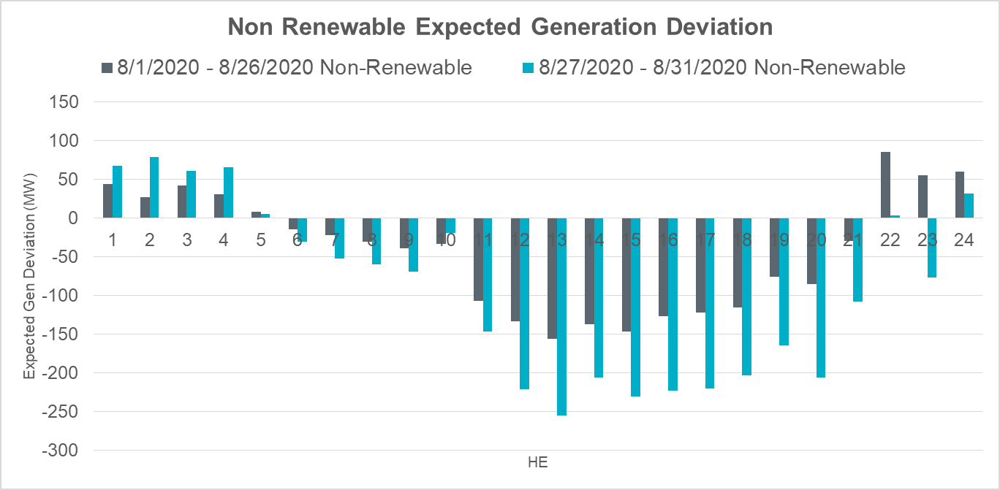 Non Renewable Expected Generation Deviation
8/1/2020 - 8/26/2020 Non-Renewable 8/27/2020 - 8/31/2020 Non-Renewable
150
100
50
0
-50
-100
-150
-200
-250
-300
Expected Gen Deviation (MW)
1 2 3 4 5 6 7 8 9 10 11 12 13 14 15 16 17 18 19 20 21 22 23 24
HE